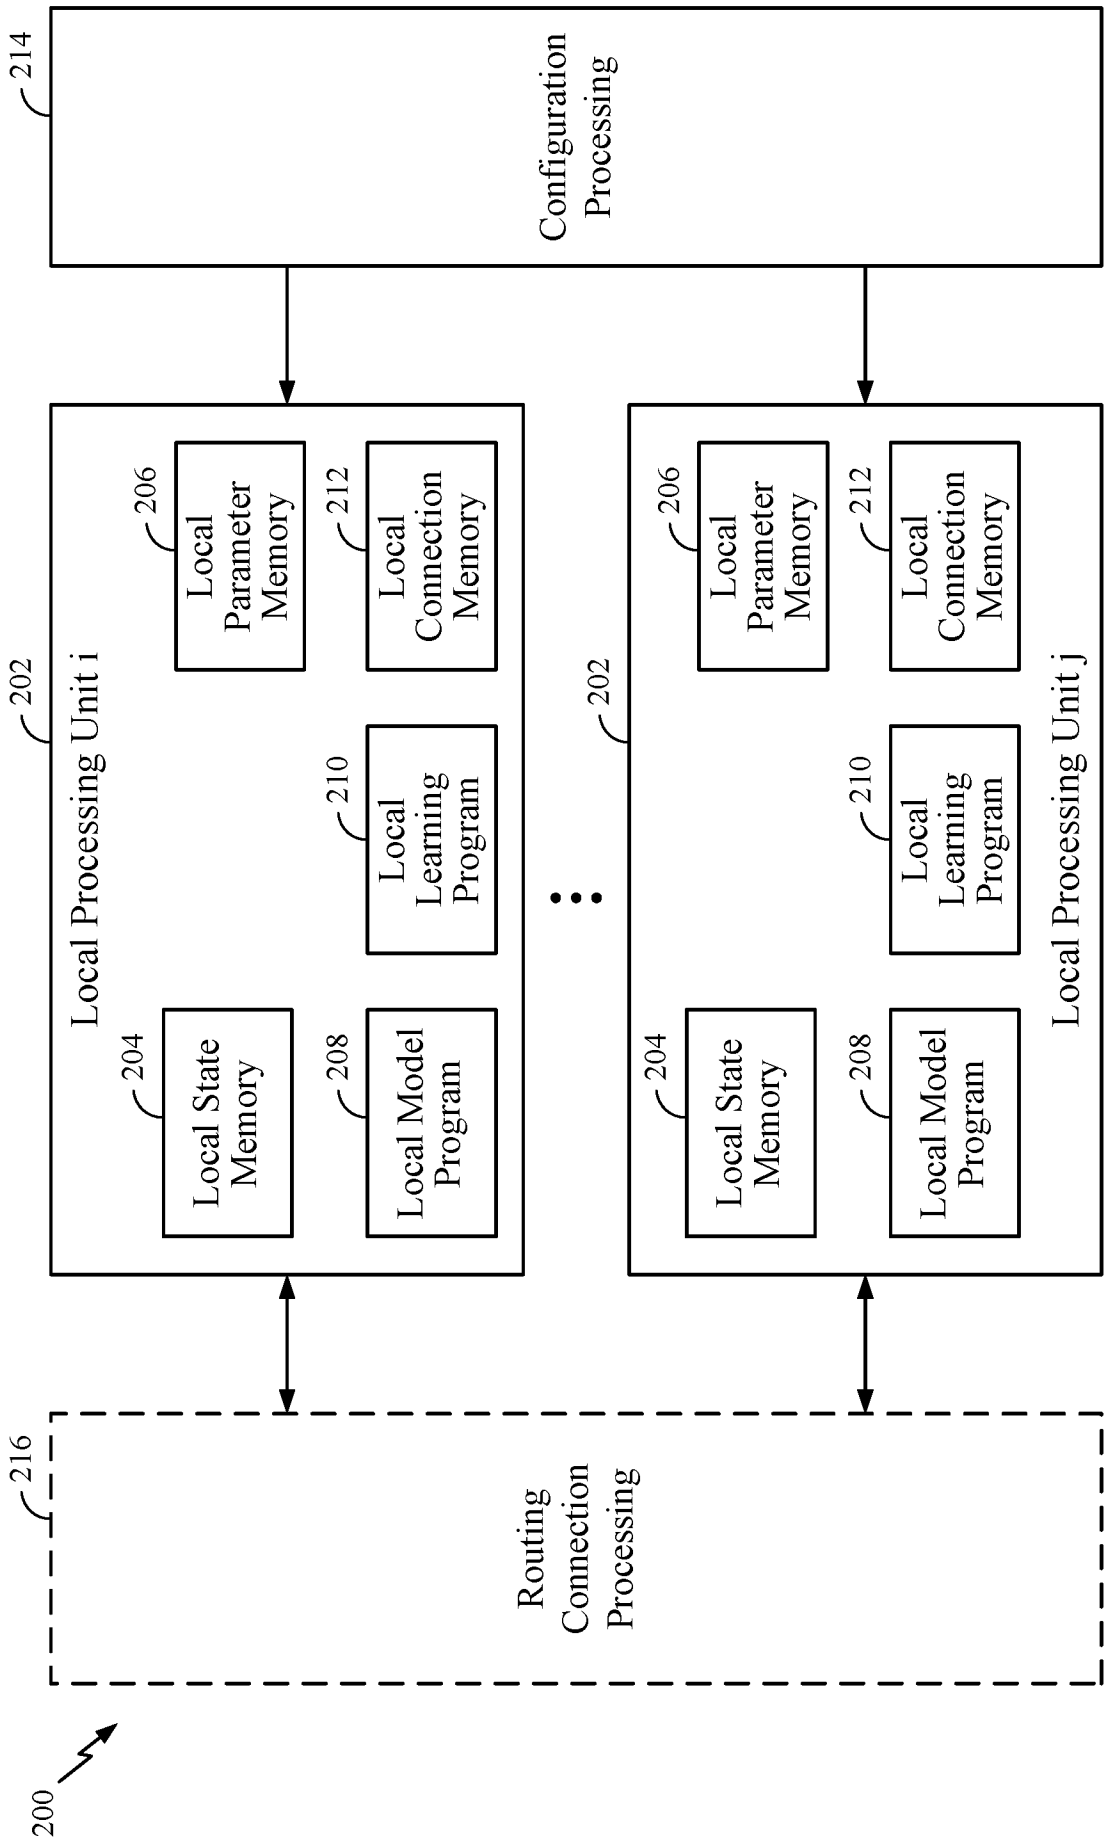 200
216
Routing
Connection
Processing
202
Local Processing Unit i
204
Local State
Memory
206
Local
Parameter
Memory
208
Local Model
Program
210
Local
Learning
Program
212
Local
Connection
Memory
202
204
Local State
Memory
206
Local
Parameter
Memory
208
Local Model
Program
210
Local
Learning
Program
212
Local
Connection
Memory
Local Processing Unit j
214
Configuration
Processing